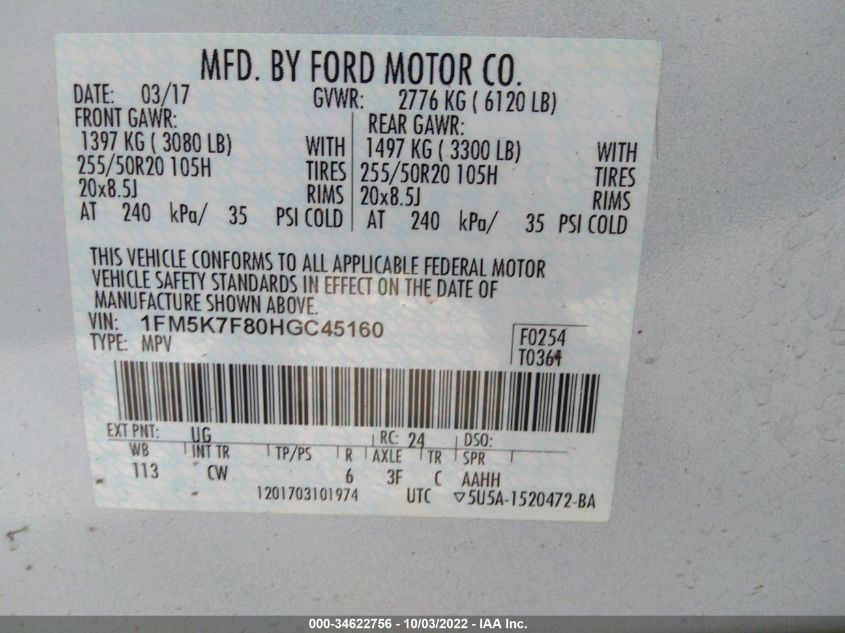 MFD. BY FORD MOTOR CO.
DATE: 03/17 GVWR: 2776 KG ( 6120 LB)
FRONT GAWR: REAR GAWR:
1397 KG ( 3080 LB) WITH 1497 KG ( 3300 LB) WITH
255/50R20 105H TIRES 255/50R20 105H TIRES
20x8.5J RIMS 20x8.5J RIMS
AT 240 kPa/ 35 PSI COLD AT 240 kPa/ 35 PSI COLD
THIS VEHICLE CONFORMS TO ALL APPLICABLE FEDERAL MOTOR
VEHICLE SAFETY STANDARDS IN EFFECT ON THE DATE OF
MANUFACTURE SHOWN ABOVE.
VIN: 1FM5K7F80HGC45160 F0254
TYPE: MPV T0361
EXT PNT: UG RC: 24 DSO:
WB INT TR TP/PS R AXLE TR SPR
113 CW 6 3F C AAHH
1201703101974 UTC ▽5U5A-1520472-BA
000-34622756 - 10/03/2022 - IAA Inc.